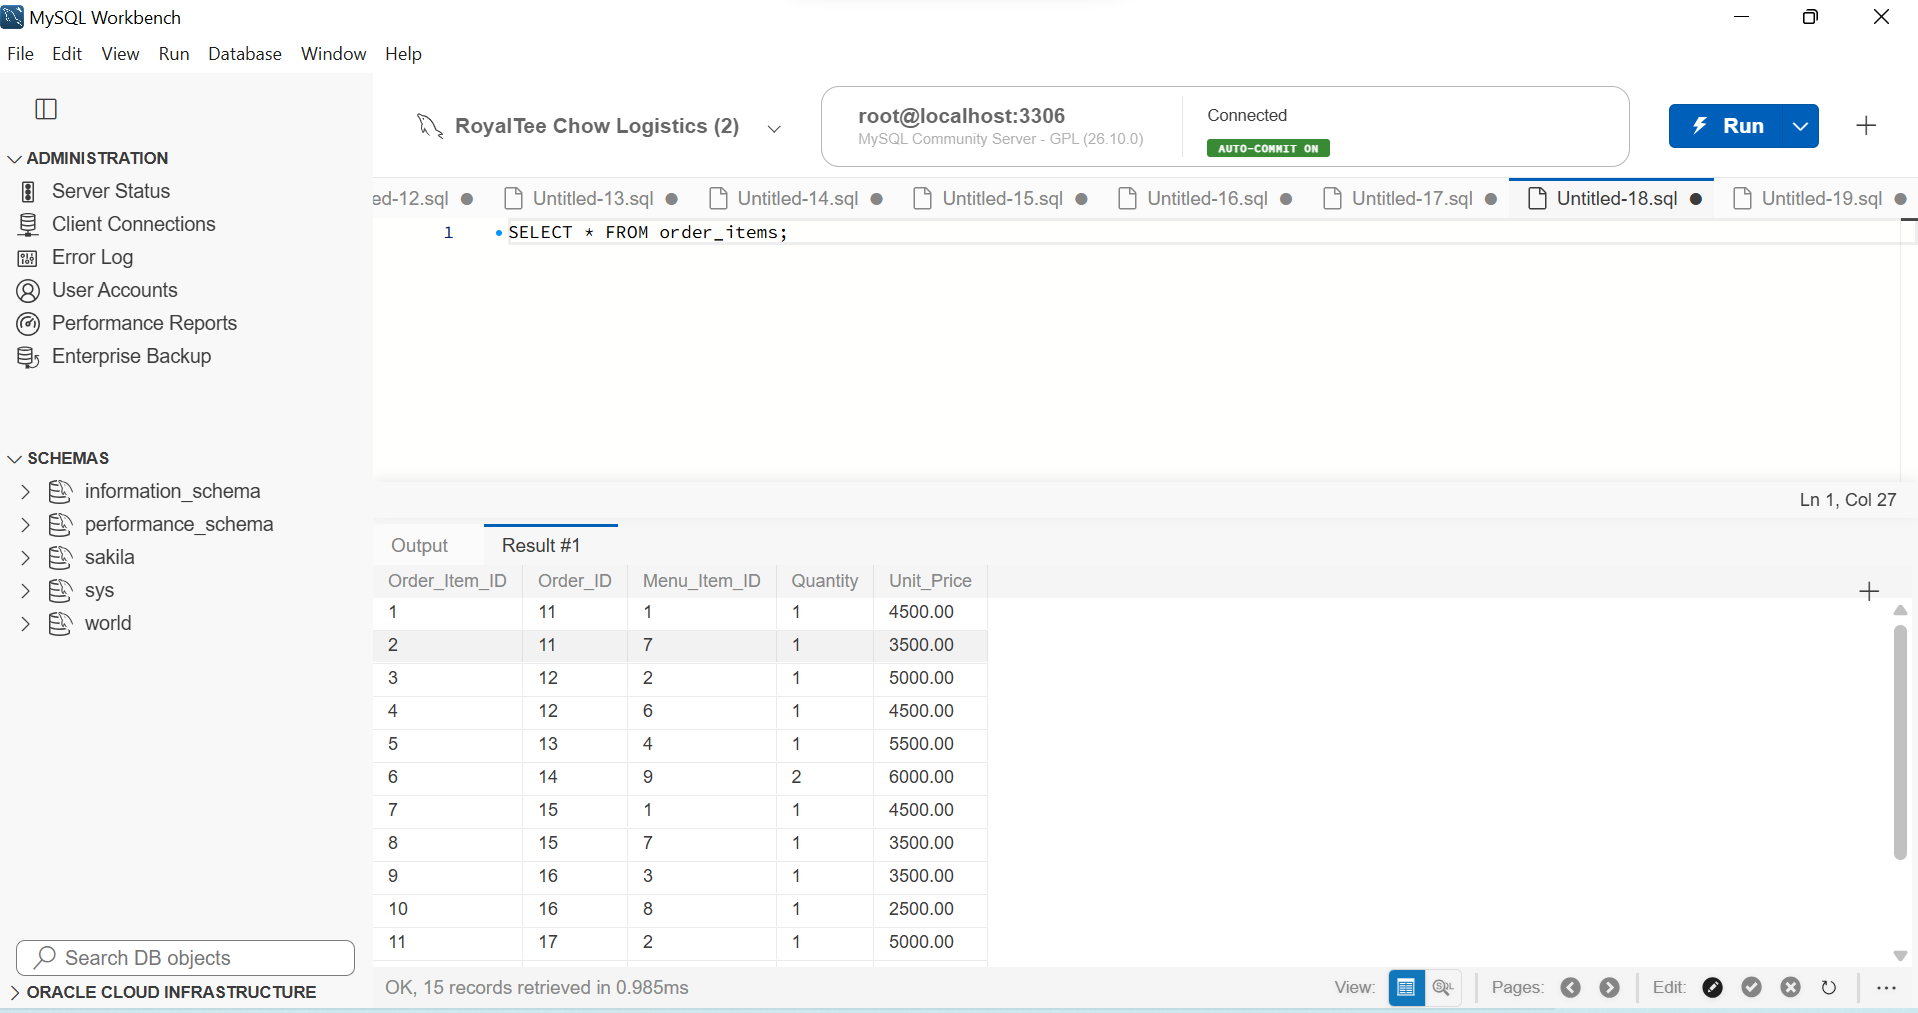 MySQL Workbench
File Edit View Run Database Window Help
RoyalTee Chow Logistics (2)
root@localhost:3306
MySQL Community Server - GPL (26.10.0)
Connected
AUTO-COMMIT ON
Run
ADMINISTRATION
Server Status
Client Connections
Error Log
User Accounts
Performance Reports
Enterprise Backup
SCHEMAS
information_schema
performance_schema
sakila
sys
world
Search DB objects
ORACLE CLOUD INFRASTRUCTURE
ed-12.sql Untitled-13.sql Untitled-14.sql Untitled-15.sql Untitled-16.sql Untitled-17.sql Untitled-18.sql Untitled-19.sql
1 SELECT * FROM order_items;
Ln 1, Col 27
Output Result #1
Order_Item_ID Order_ID Menu_Item_ID Quantity Unit_Price
1 11 1 1 4500.00
2 11 7 1 3500.00
3 12 2 1 5000.00
4 12 6 1 4500.00
5 13 4 1 5500.00
6 14 9 2 6000.00
7 15 1 1 4500.00
8 15 7 1 3500.00
9 16 3 1 3500.00
10 16 8 1 2500.00
11 17 2 1 5000.00
OK, 15 records retrieved in 0.985ms
View: SQL Pages: Edit: